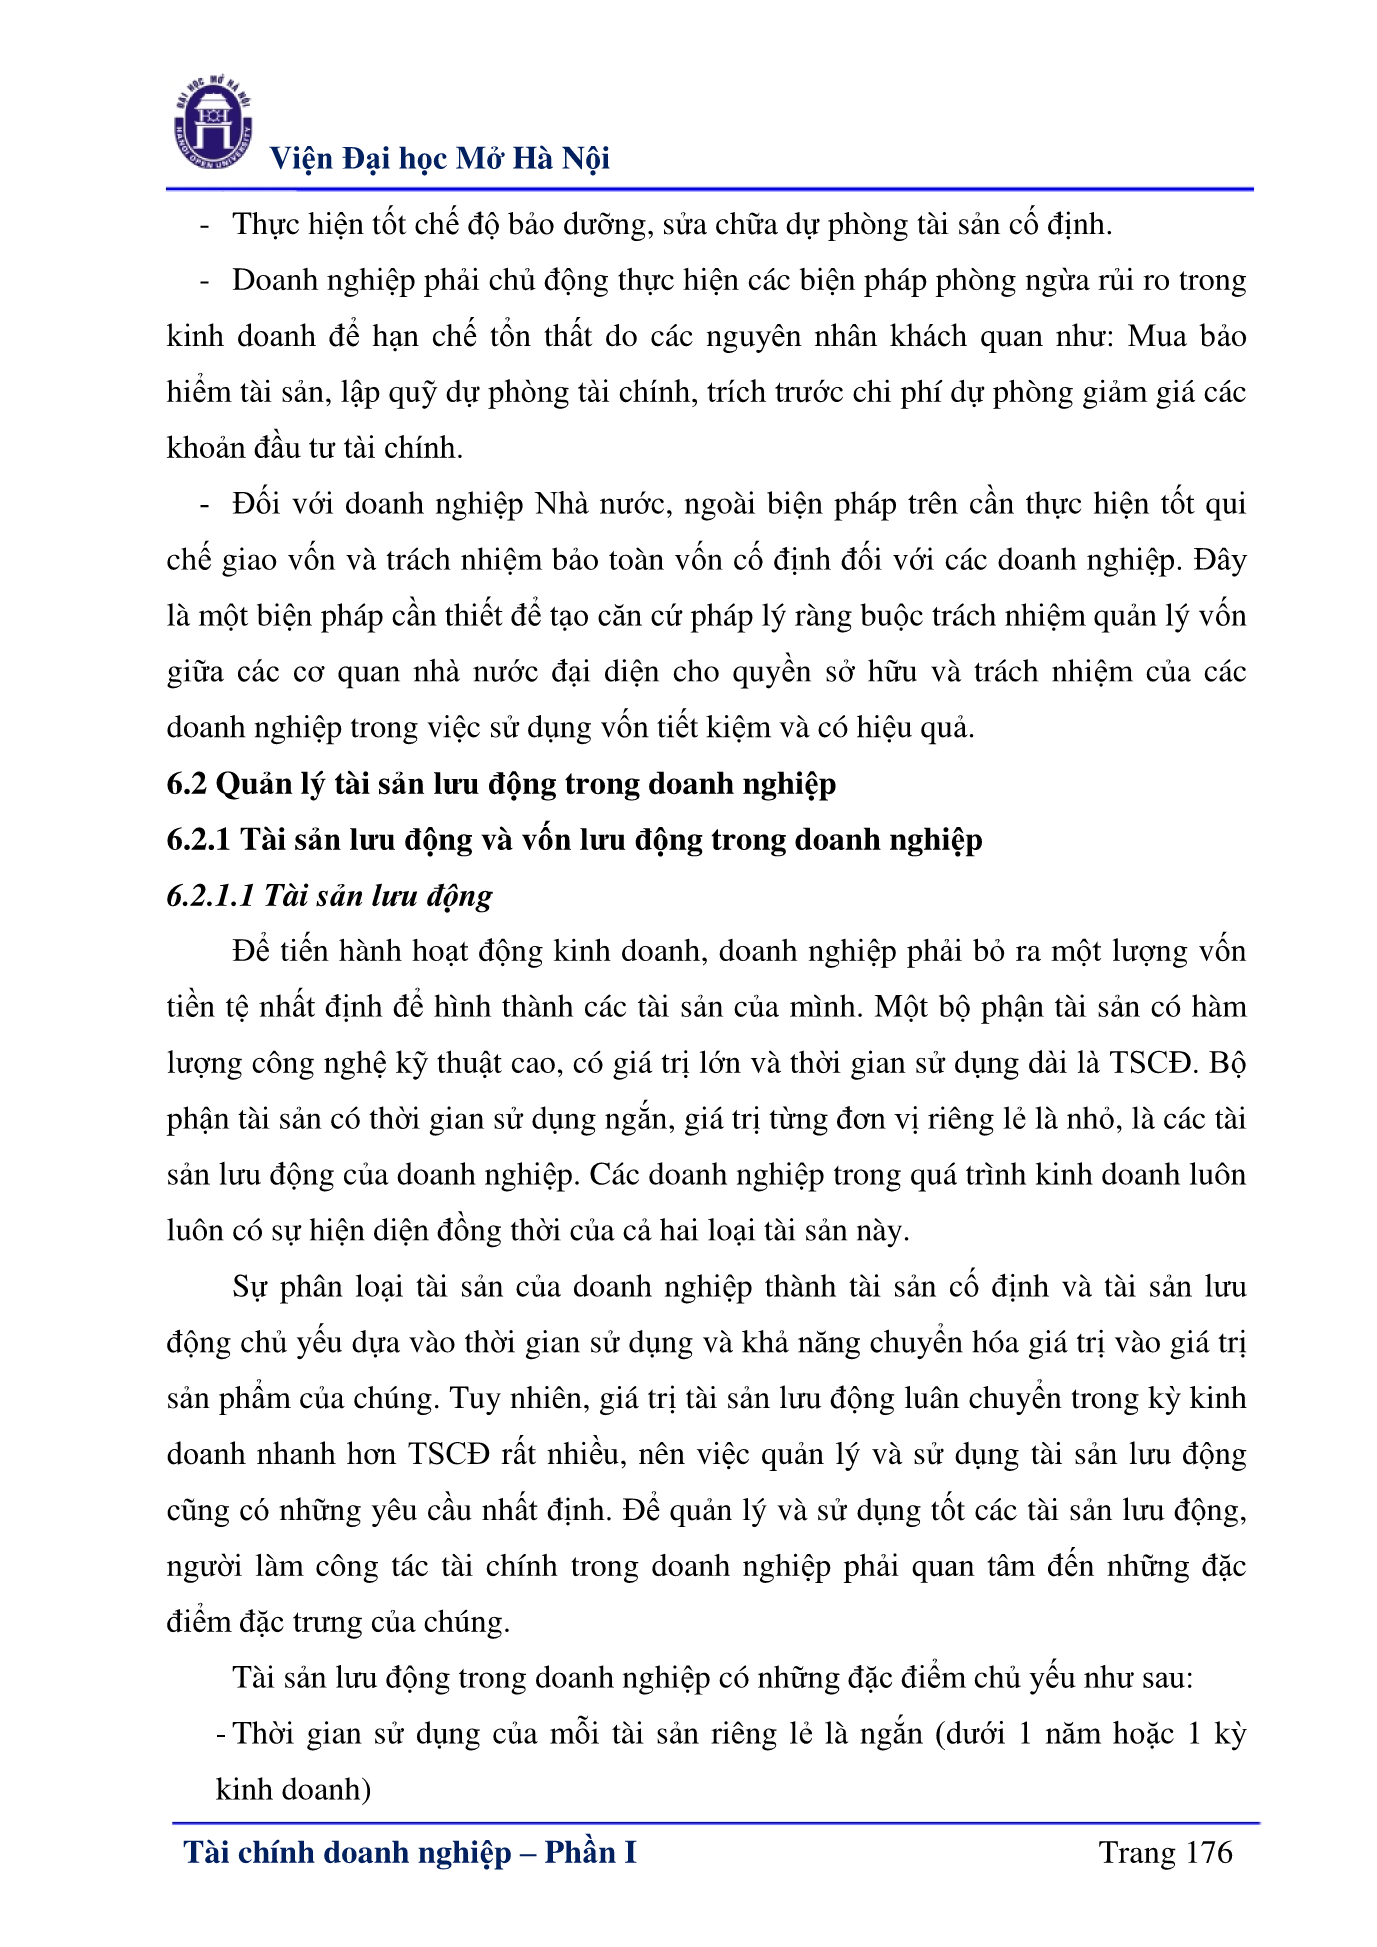 ĐẠI HỌC MỞ HÀ NỘI
HANOI OPEN UNIVERSITY
Viện Đại học Mở Hà Nội
- Thực hiện tốt chế độ bảo dưỡng, sửa chữa dự phòng tài sản cố định.
- Doanh nghiệp phải chủ động thực hiện các biện pháp phòng ngừa rủi ro trong
kinh doanh để hạn chế tổn thất do các nguyên nhân khách quan như: Mua bảo
hiểm tài sản, lập quỹ dự phòng tài chính, trích trước chi phí dự phòng giảm giá các
khoản đầu tư tài chính.
- Đối với doanh nghiệp Nhà nước, ngoài biện pháp trên cần thực hiện tốt qui
chế giao vốn và trách nhiệm bảo toàn vốn cố định đối với các doanh nghiệp. Đây
là một biện pháp cần thiết để tạo căn cứ pháp lý ràng buộc trách nhiệm quản lý vốn
giữa các cơ quan nhà nước đại diện cho quyền sở hữu và trách nhiệm của các
doanh nghiệp trong việc sử dụng vốn tiết kiệm và có hiệu quả.
6.2 Quản lý tài sản lưu động trong doanh nghiệp
6.2.1 Tài sản lưu động và vốn lưu động trong doanh nghiệp
6.2.1.1 Tài sản lưu động
Để tiến hành hoạt động kinh doanh, doanh nghiệp phải bỏ ra một lượng vốn
tiền tệ nhất định để hình thành các tài sản của mình. Một bộ phận tài sản có hàm
lượng công nghệ kỹ thuật cao, có giá trị lớn và thời gian sử dụng dài là TSCĐ. Bộ
phận tài sản có thời gian sử dụng ngắn, giá trị từng đơn vị riêng lẻ là nhỏ, là các tài
sản lưu động của doanh nghiệp. Các doanh nghiệp trong quá trình kinh doanh luôn
luôn có sự hiện diện đồng thời của cả hai loại tài sản này.
Sự phân loại tài sản của doanh nghiệp thành tài sản cố định và tài sản lưu
động chủ yếu dựa vào thời gian sử dụng và khả năng chuyển hóa giá trị vào giá trị
sản phẩm của chúng. Tuy nhiên, giá trị tài sản lưu động luân chuyển trong kỳ kinh
doanh nhanh hơn TSCĐ rất nhiều, nên việc quản lý và sử dụng tài sản lưu động
cũng có những yêu cầu nhất định. Để quản lý và sử dụng tốt các tài sản lưu động,
người làm công tác tài chính trong doanh nghiệp phải quan tâm đến những đặc
điểm đặc trưng của chúng.
Tài sản lưu động trong doanh nghiệp có những đặc điểm chủ yếu như sau:
- Thời gian sử dụng của mỗi tài sản riêng lẻ là ngắn (dưới 1 năm hoặc 1 kỳ
kinh doanh)
Tài chính doanh nghiệp – Phần I Trang 176